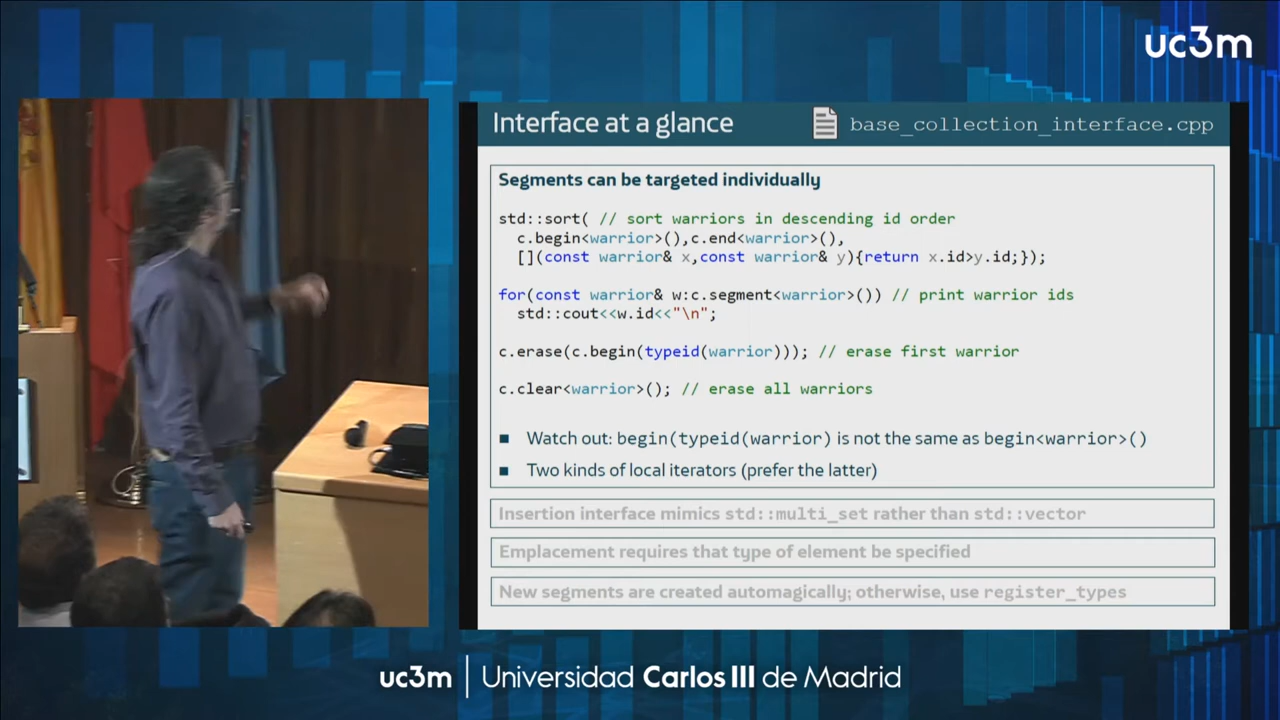 uc3m
Interface at a glance
base_collection_interface.cpp
Segments can be targeted individually
std::sort( // sort warriors in descending id order
c.begin<warrior>(),c.end<warrior>(),
[](const warrior& x,const warrior& y){return x.id>y.id;});
for(const warrior& w:c.segment<warrior>()) // print warrior ids
std::cout<<w.id<<"\n";
c.erase(c.begin(typeid(warrior))); // erase first warrior
c.clear<warrior>(); // erase all warriors
■ Watch out: begin(typeid(warrior) is not the same as begin<warrior>()
■ Two kinds of local iterators (prefer the latter)
Insertion interface mimics std::multi_set rather than std::vector
Emplacement requires that type of element be specified
New segments are created automagically; otherwise, use register_types
uc3m | Universidad Carlos III de Madrid